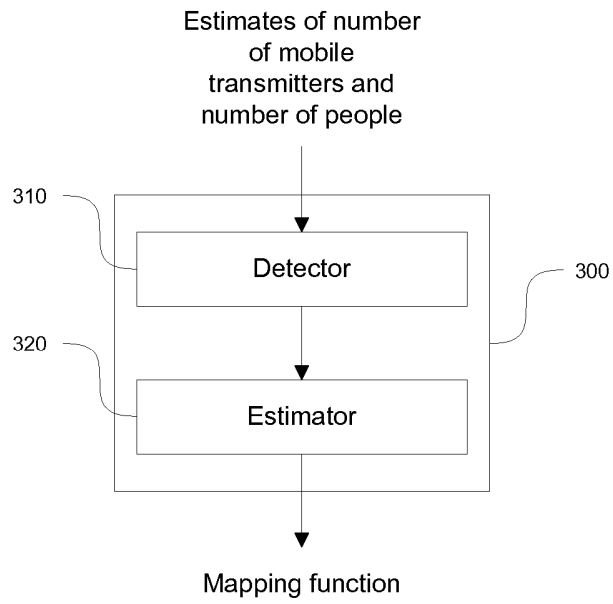 Estimates of number
of mobile
transmitters and
number of people
310
Detector
300
320
Estimator
Mapping function